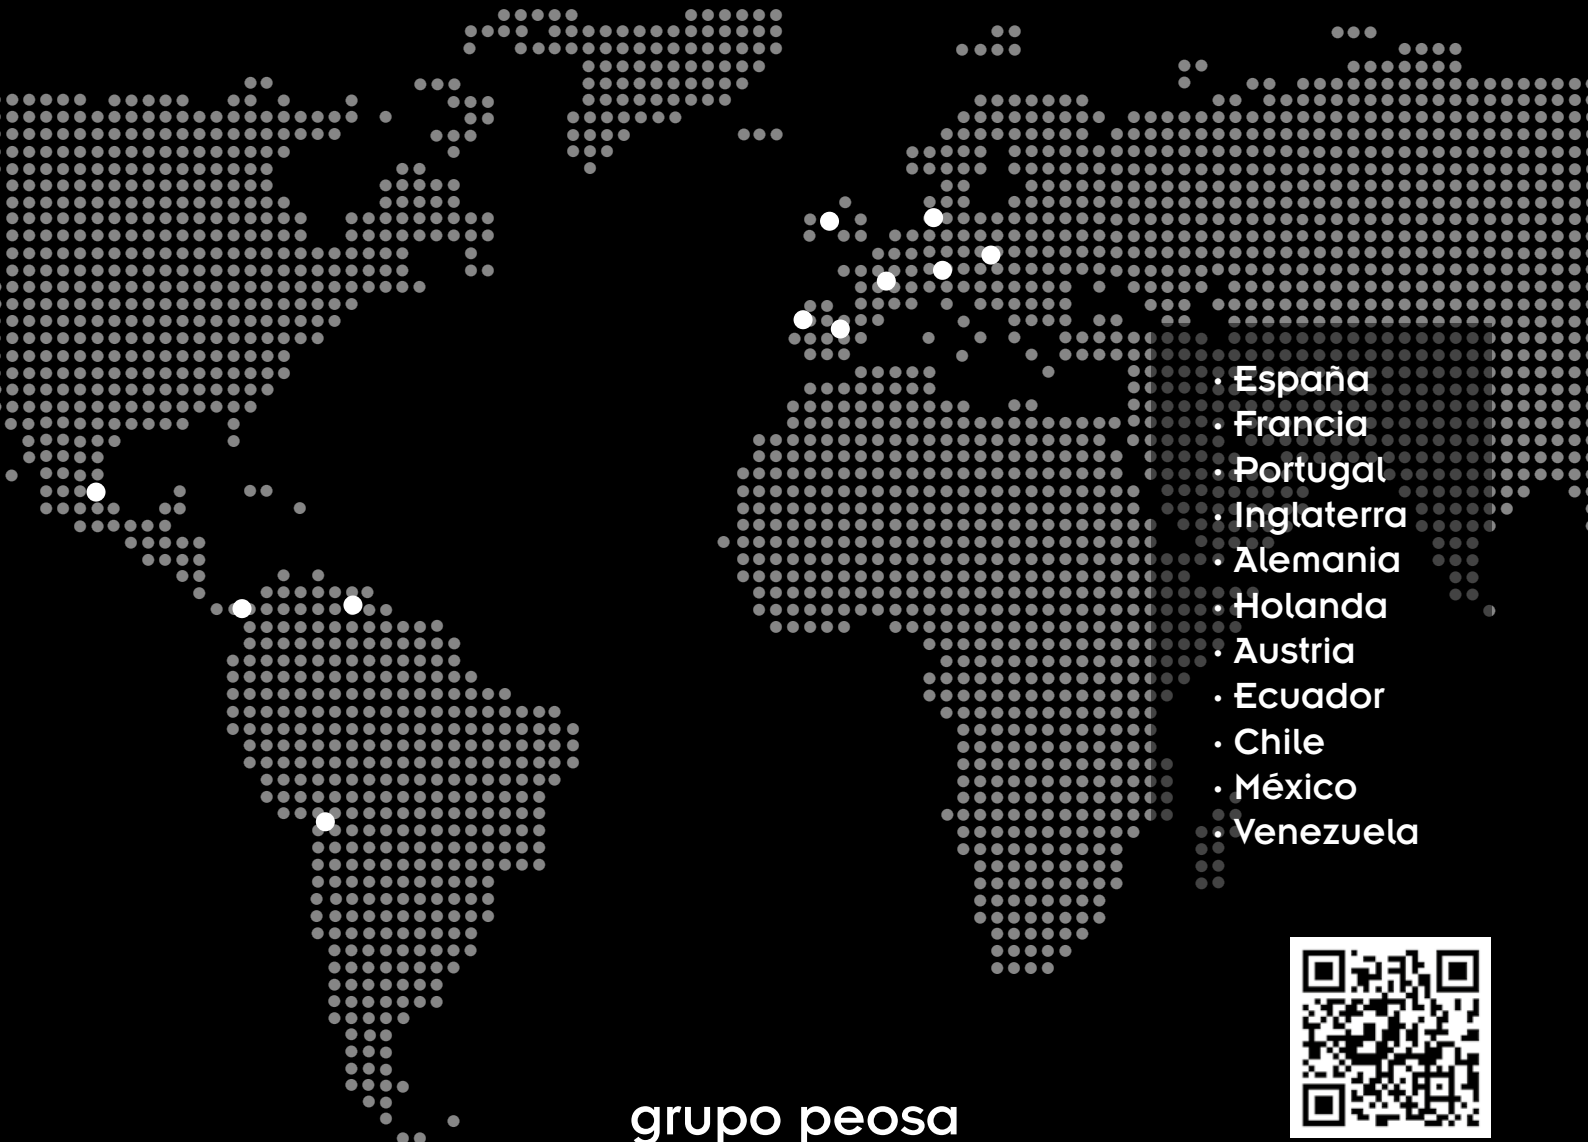 · España
· Francia
· Portugal
· Inglaterra
· Alemania
· Holanda
· Austria
· Ecuador
· Chile
· México
· Venezuela
grupo peosa